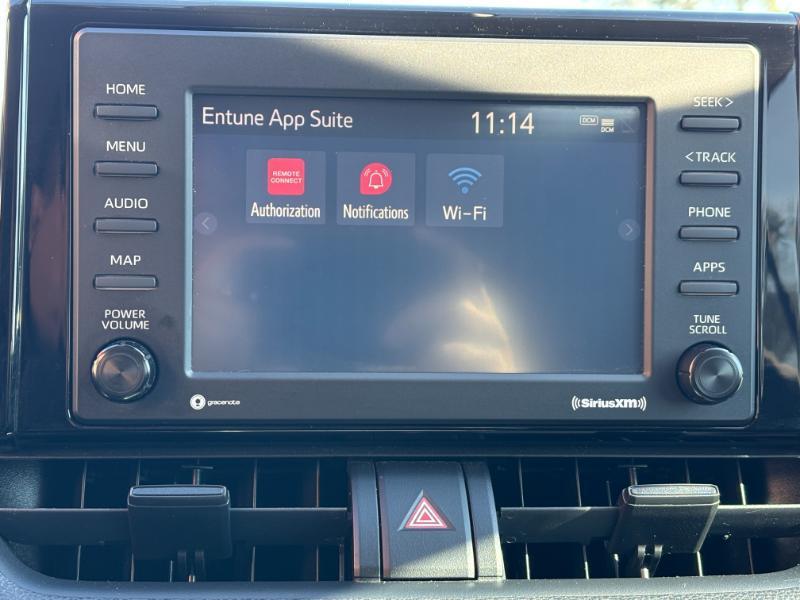 HOME
MENU
AUDIO
MAP
POWER
VOLUME
Entune App Suite 11:14 DCM
DCM
REMOTE
CONNECT
Authorization
Notifications
Wi-Fi
SEEK>
<TRACK
PHONE
APPS
TUNE
SCROLL
gracenote
((SiriusXM))